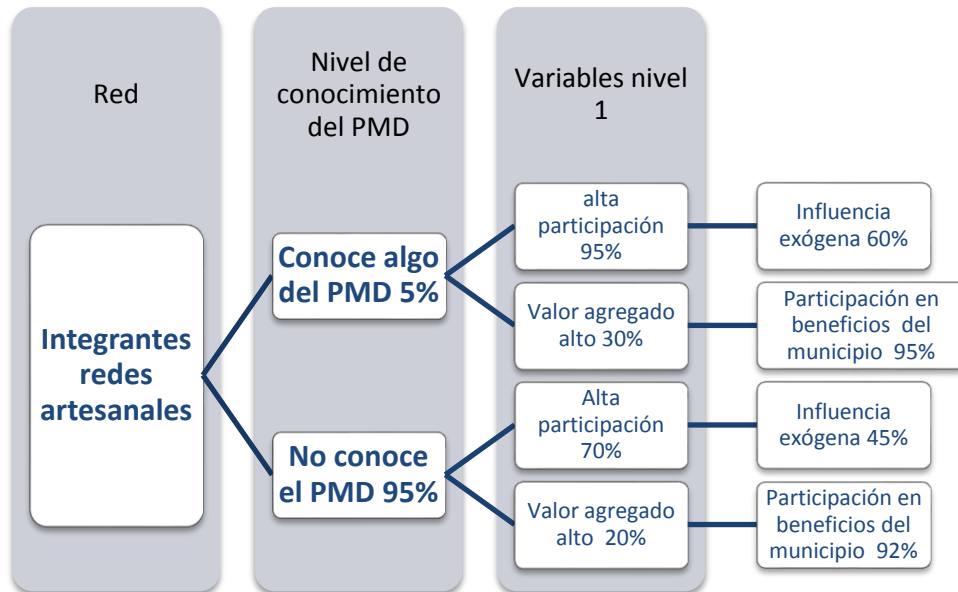 Red
Nivel de
conocimiento
del PMD
Variables nivel
1
Integrantes
redes
artesanales
Conoce algo
del PMD 5%
alta
participación
95%
Influencia
exógena 60%
Valor agregado
alto 30%
Participación en
beneficios del
municipio 95%
No conoce
el PMD 95%
Alta
participación
70%
Influencia
exógena 45%
Valor agregado
alto 20%
Participación en
beneficios del
municipio 92%